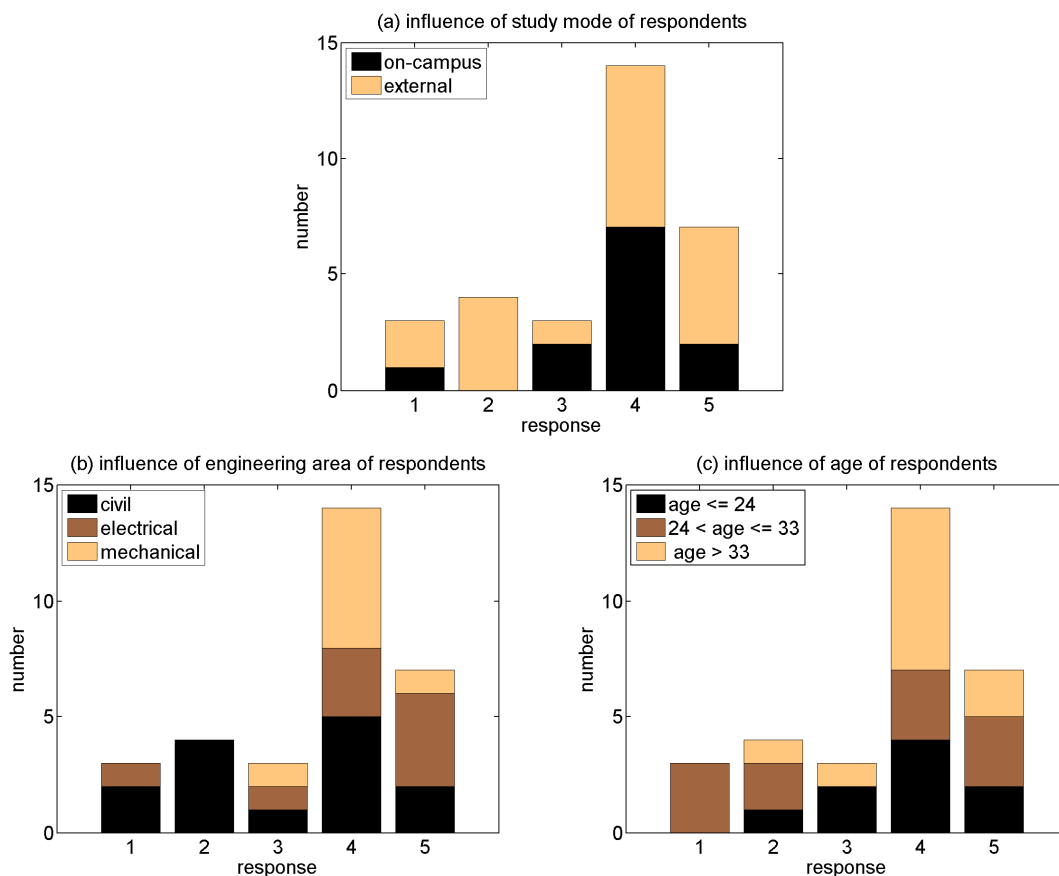 (a) influence of study mode of respondents
15
10
5
0
number
on-campus
external
1 2 3 4 5
response
(b) influence of engineering area of respondents
15
10
5
0
number
civil
electrical
mechanical
1 2 3 4 5
response
(c) influence of age of respondents
15
10
5
0
number
age <= 24
24 < age <= 33
age > 33
1 2 3 4 5
response